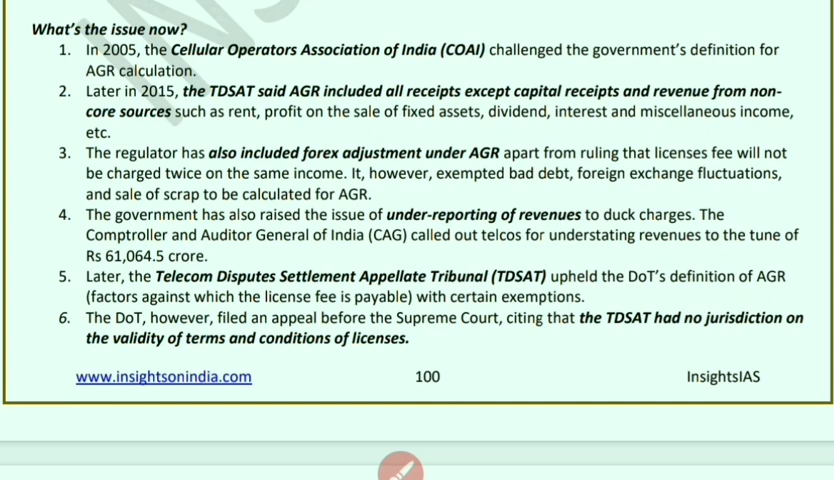 What's the issue now?
1. In 2005, the Cellular Operators Association of India (COAI) challenged the government's definition for
AGR calculation.
2. Later in 2015, the TDSAT said AGR included all receipts except capital receipts and revenue from non-
core sources such as rent, profit on the sale of fixed assets, dividend, interest and miscellaneous income,
etc.
3. The regulator has also included forex adjustment under AGR apart from ruling that licenses fee will not
be charged twice on the same income. It, however, exempted bad debt, foreign exchange fluctuations,
and sale of scrap to be calculated for AGR.
4. The government has also raised the issue of under-reporting of revenues to duck charges. The
Comptroller and Auditor General of India (CAG) called out telcos for understating revenues to the tune of
Rs 61,064.5 crore.
5. Later, the Telecom Disputes Settlement Appellate Tribunal (TDSAT) upheld the DoT's definition of AGR
(factors against which the license fee is payable) with certain exemptions.
6. The DoT, however, filed an appeal before the Supreme Court, citing that the TDSAT had no jurisdiction on
the validity of terms and conditions of licenses.
www.insightsonindia.com 100 InsightsIAS